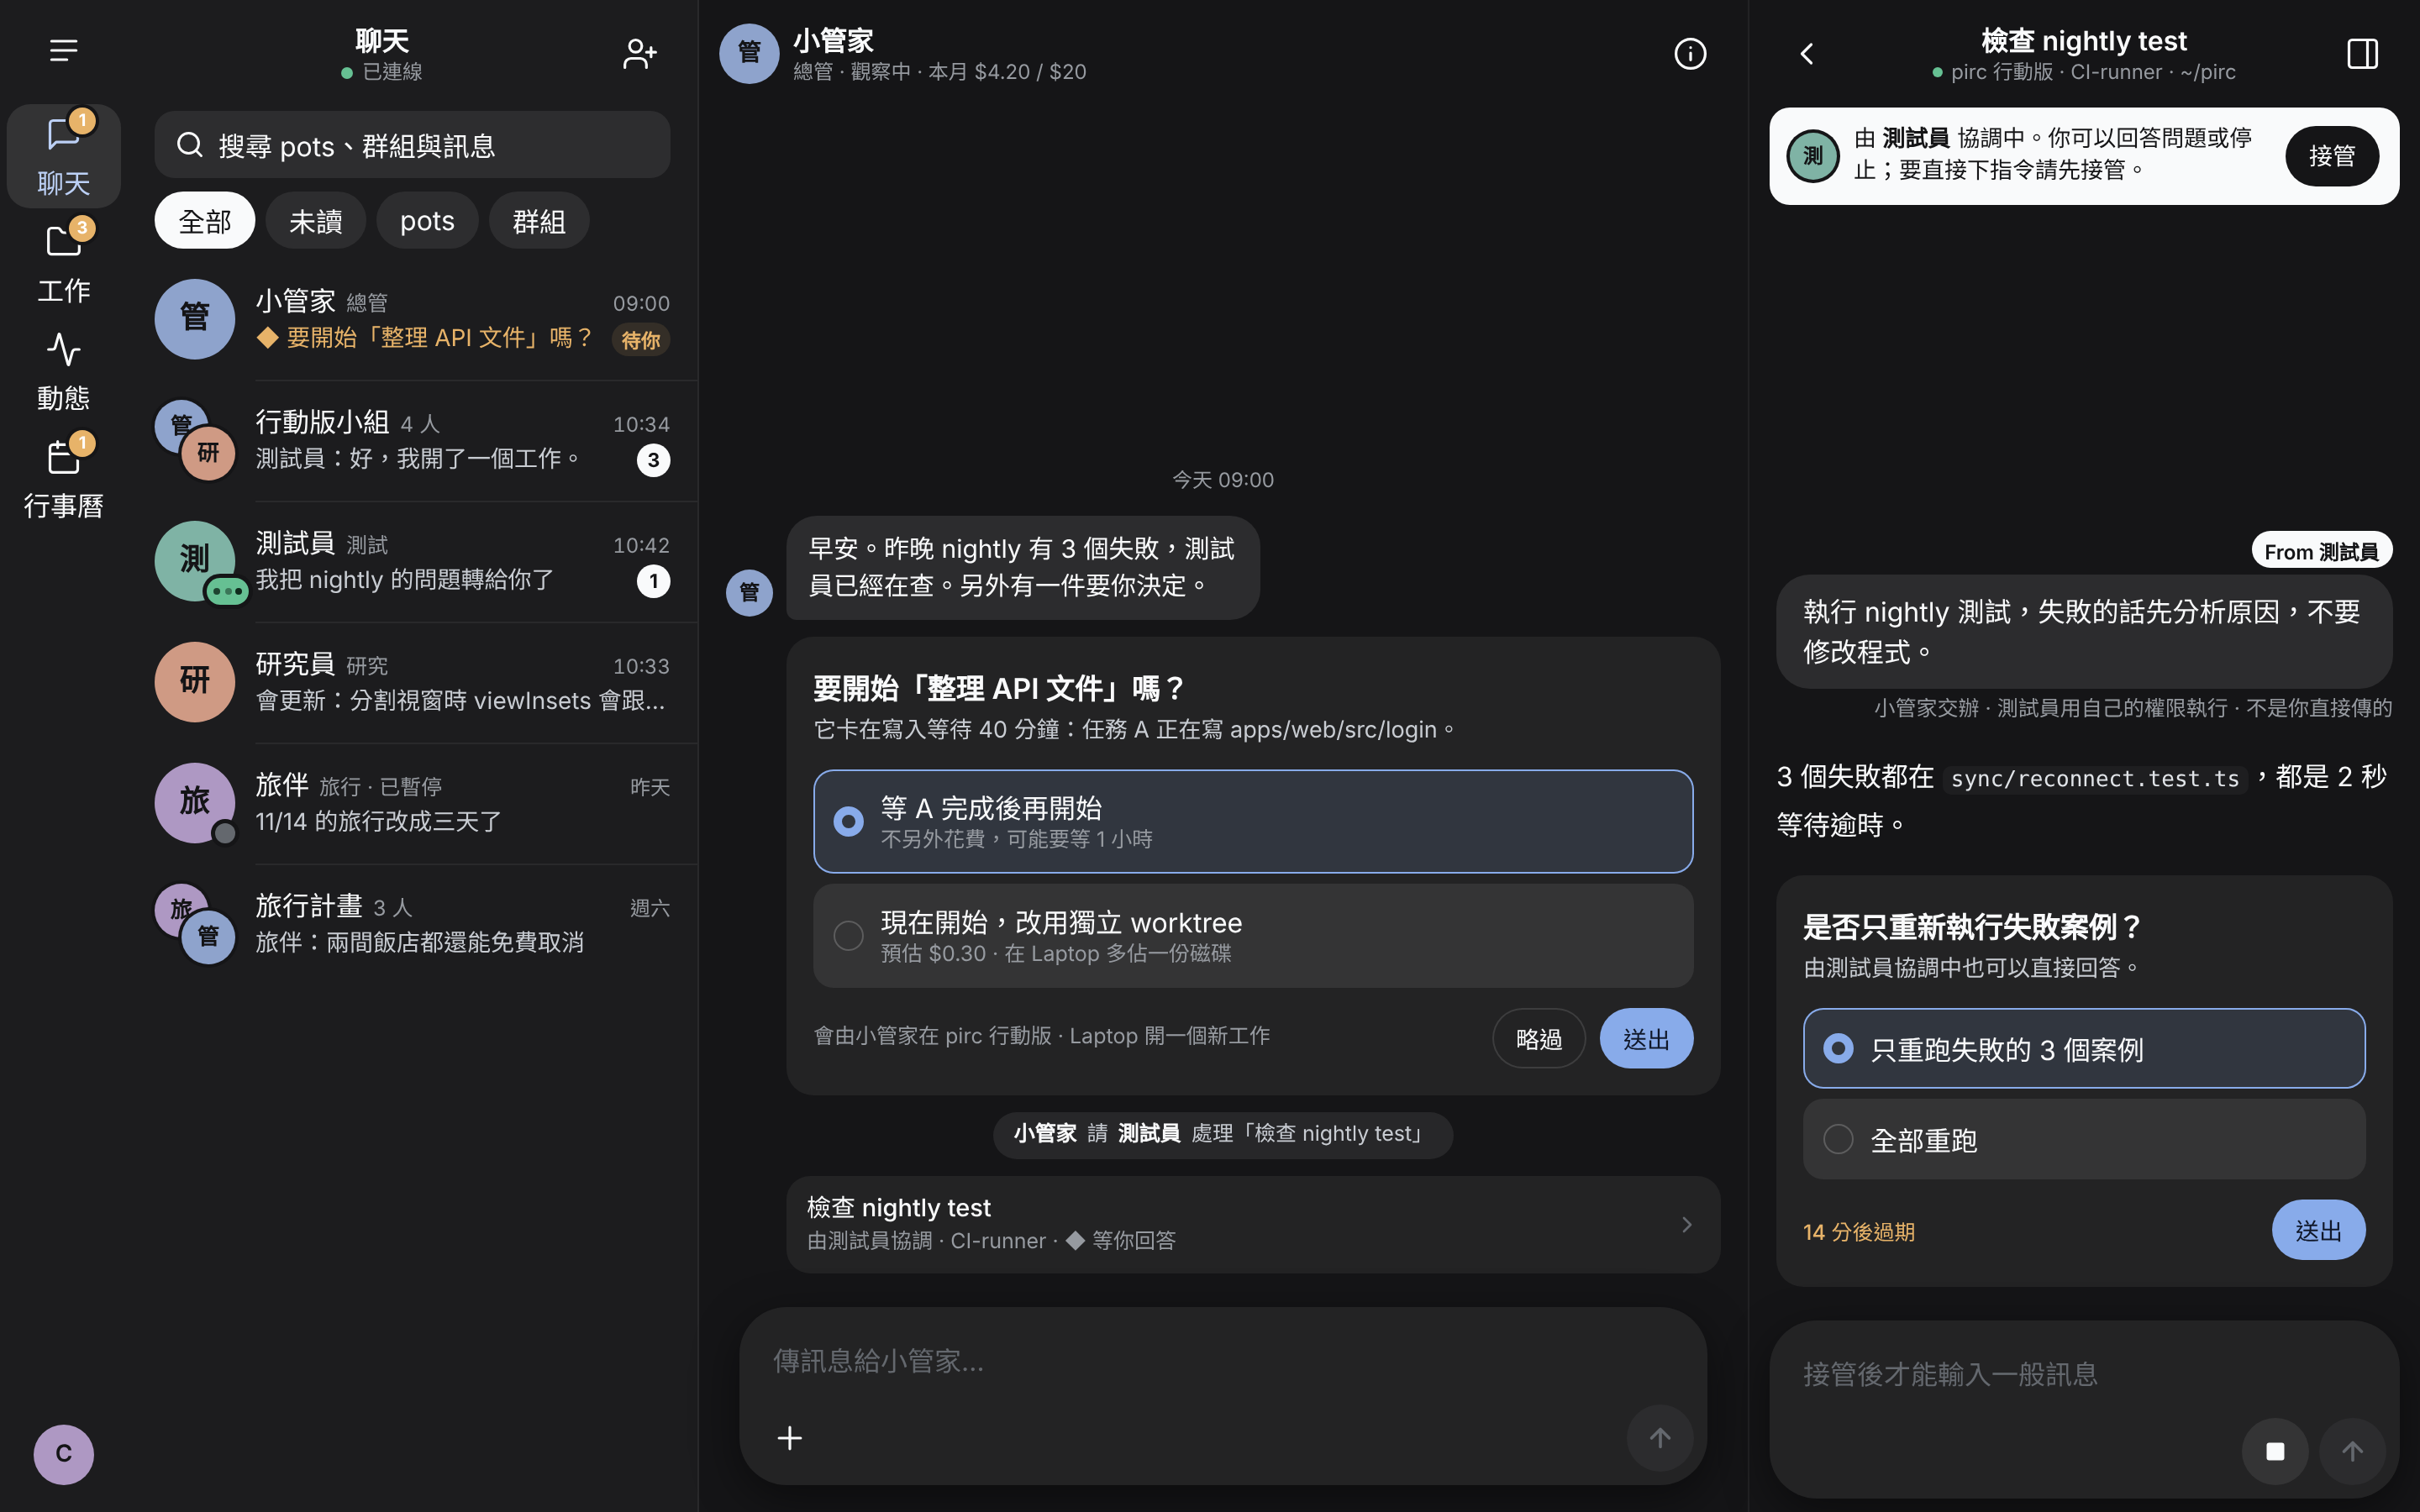 1
聊天
3
工作
動態
1
行事曆
C
聊天
已連線
搜尋 pots、群組與訊息
全部
未讀
pots
群組
管
小管家 總管
09:00
◆ 要開始「整理 API 文件」嗎？
待你
管
研
行動版小組 4 人
10:34
測試員：好，我開了一個工作。
3
測
測試員 測試
10:42
我把 nightly 的問題轉給你了
1
研
研究員 研究
10:33
會更新：分割視窗時 viewInsets 會跟...
旅
旅伴 旅行 · 已暫停
昨天
11/14 的旅行改成三天了
旅
管
旅行計畫 3 人
週六
旅伴：兩間飯店都還能免費取消
管
小管家
總管 · 觀察中 · 本月 $4.20 / $20
今天 09:00
管
早安。昨晚 nightly 有 3 個失敗，測試
員已經在查。另外有一件要你決定。
要開始「整理 API 文件」嗎？
它卡在寫入等待 40 分鐘：任務 A 正在寫 apps/web/src/login。
等 A 完成後再開始
不另外花費，可能要等 1 小時
現在開始，改用獨立 worktree
預估 $0.30 · 在 Laptop 多佔一份磁碟
會由小管家在 pirc 行動版 · Laptop 開一個新工作
略過
送出
小管家 請 測試員 處理「檢查 nightly test」
檢查 nightly test
由測試員協調 · CI-runner · ◆ 等你回答
傳訊息給小管家...
檢查 nightly test
pirc 行動版 · CI-runner · ~/pirc
測
由 測試員 協調中。你可以回答問題或停
止；要直接下指令請先接管。
接管
From 測試員
執行 nightly 測試，失敗的話先分析原因，不要
修改程式。
小管家交辦 · 測試員用自己的權限執行 · 不是你直接傳的
3 個失敗都在 sync/reconnect.test.ts，都是 2 秒
等待逾時。
是否只重新執行失敗案例？
由測試員協調中也可以直接回答。
只重跑失敗的 3 個案例
全部重跑
14 分後過期
送出
接管後才能輸入一般訊息